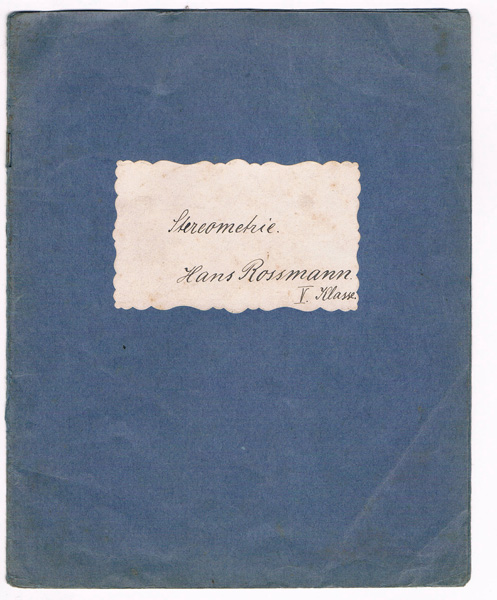 Stereometrie.
Hans Rossmann
V. Klasse.